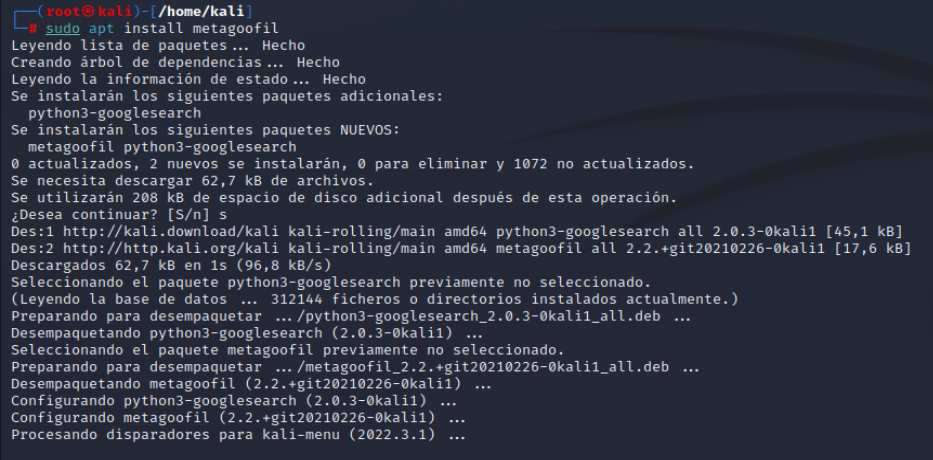 ┌──(root㉿kali)-[/home/kali]
└─# sudo apt install metagoofil
Leyendo lista de paquetes... Hecho
Creando árbol de dependencias... Hecho
Leyendo la información de estado... Hecho
Se instalarán los siguientes paquetes adicionales:
  python3-googlesearch
Se instalarán los siguientes paquetes NUEVOS:
  metagoofil python3-googlesearch
0 actualizados, 2 nuevos se instalarán, 0 para eliminar y 1072 no actualizados.
Se necesita descargar 62,7 kB de archivos.
Se utilizarán 208 kB de espacio de disco adicional después de esta operación.
¿Desea continuar? [S/n] s
Des:1 http://kali.download/kali kali-rolling/main amd64 python3-googlesearch all 2.0.3-0kali1 [45,1 kB]
Des:2 http://http.kali.org/kali kali-rolling/main amd64 metagoofil all 2.2.+git20210226-0kali1 [17,6 kB]
Descargados 62,7 kB en 1s (96,8 kB/s)
Seleccionando el paquete python3-googlesearch previamente no seleccionado.
(Leyendo la base de datos ... 312144 ficheros o directorios instalados actualmente.)
Preparando para desempaquetar .../python3-googlesearch_2.0.3-0kali1_all.deb ...
Desempaquetando python3-googlesearch (2.0.3-0kali1) ...
Seleccionando el paquete metagoofil previamente no seleccionado.
Preparando para desempaquetar .../metagoofil_2.2.+git20210226-0kali1_all.deb ...
Desempaquetando metagoofil (2.2.+git20210226-0kali1) ...
Configurando python3-googlesearch (2.0.3-0kali1) ...
Configurando metagoofil (2.2.+git20210226-0kali1) ...
Procesando disparadores para kali-menu (2022.3.1) ...